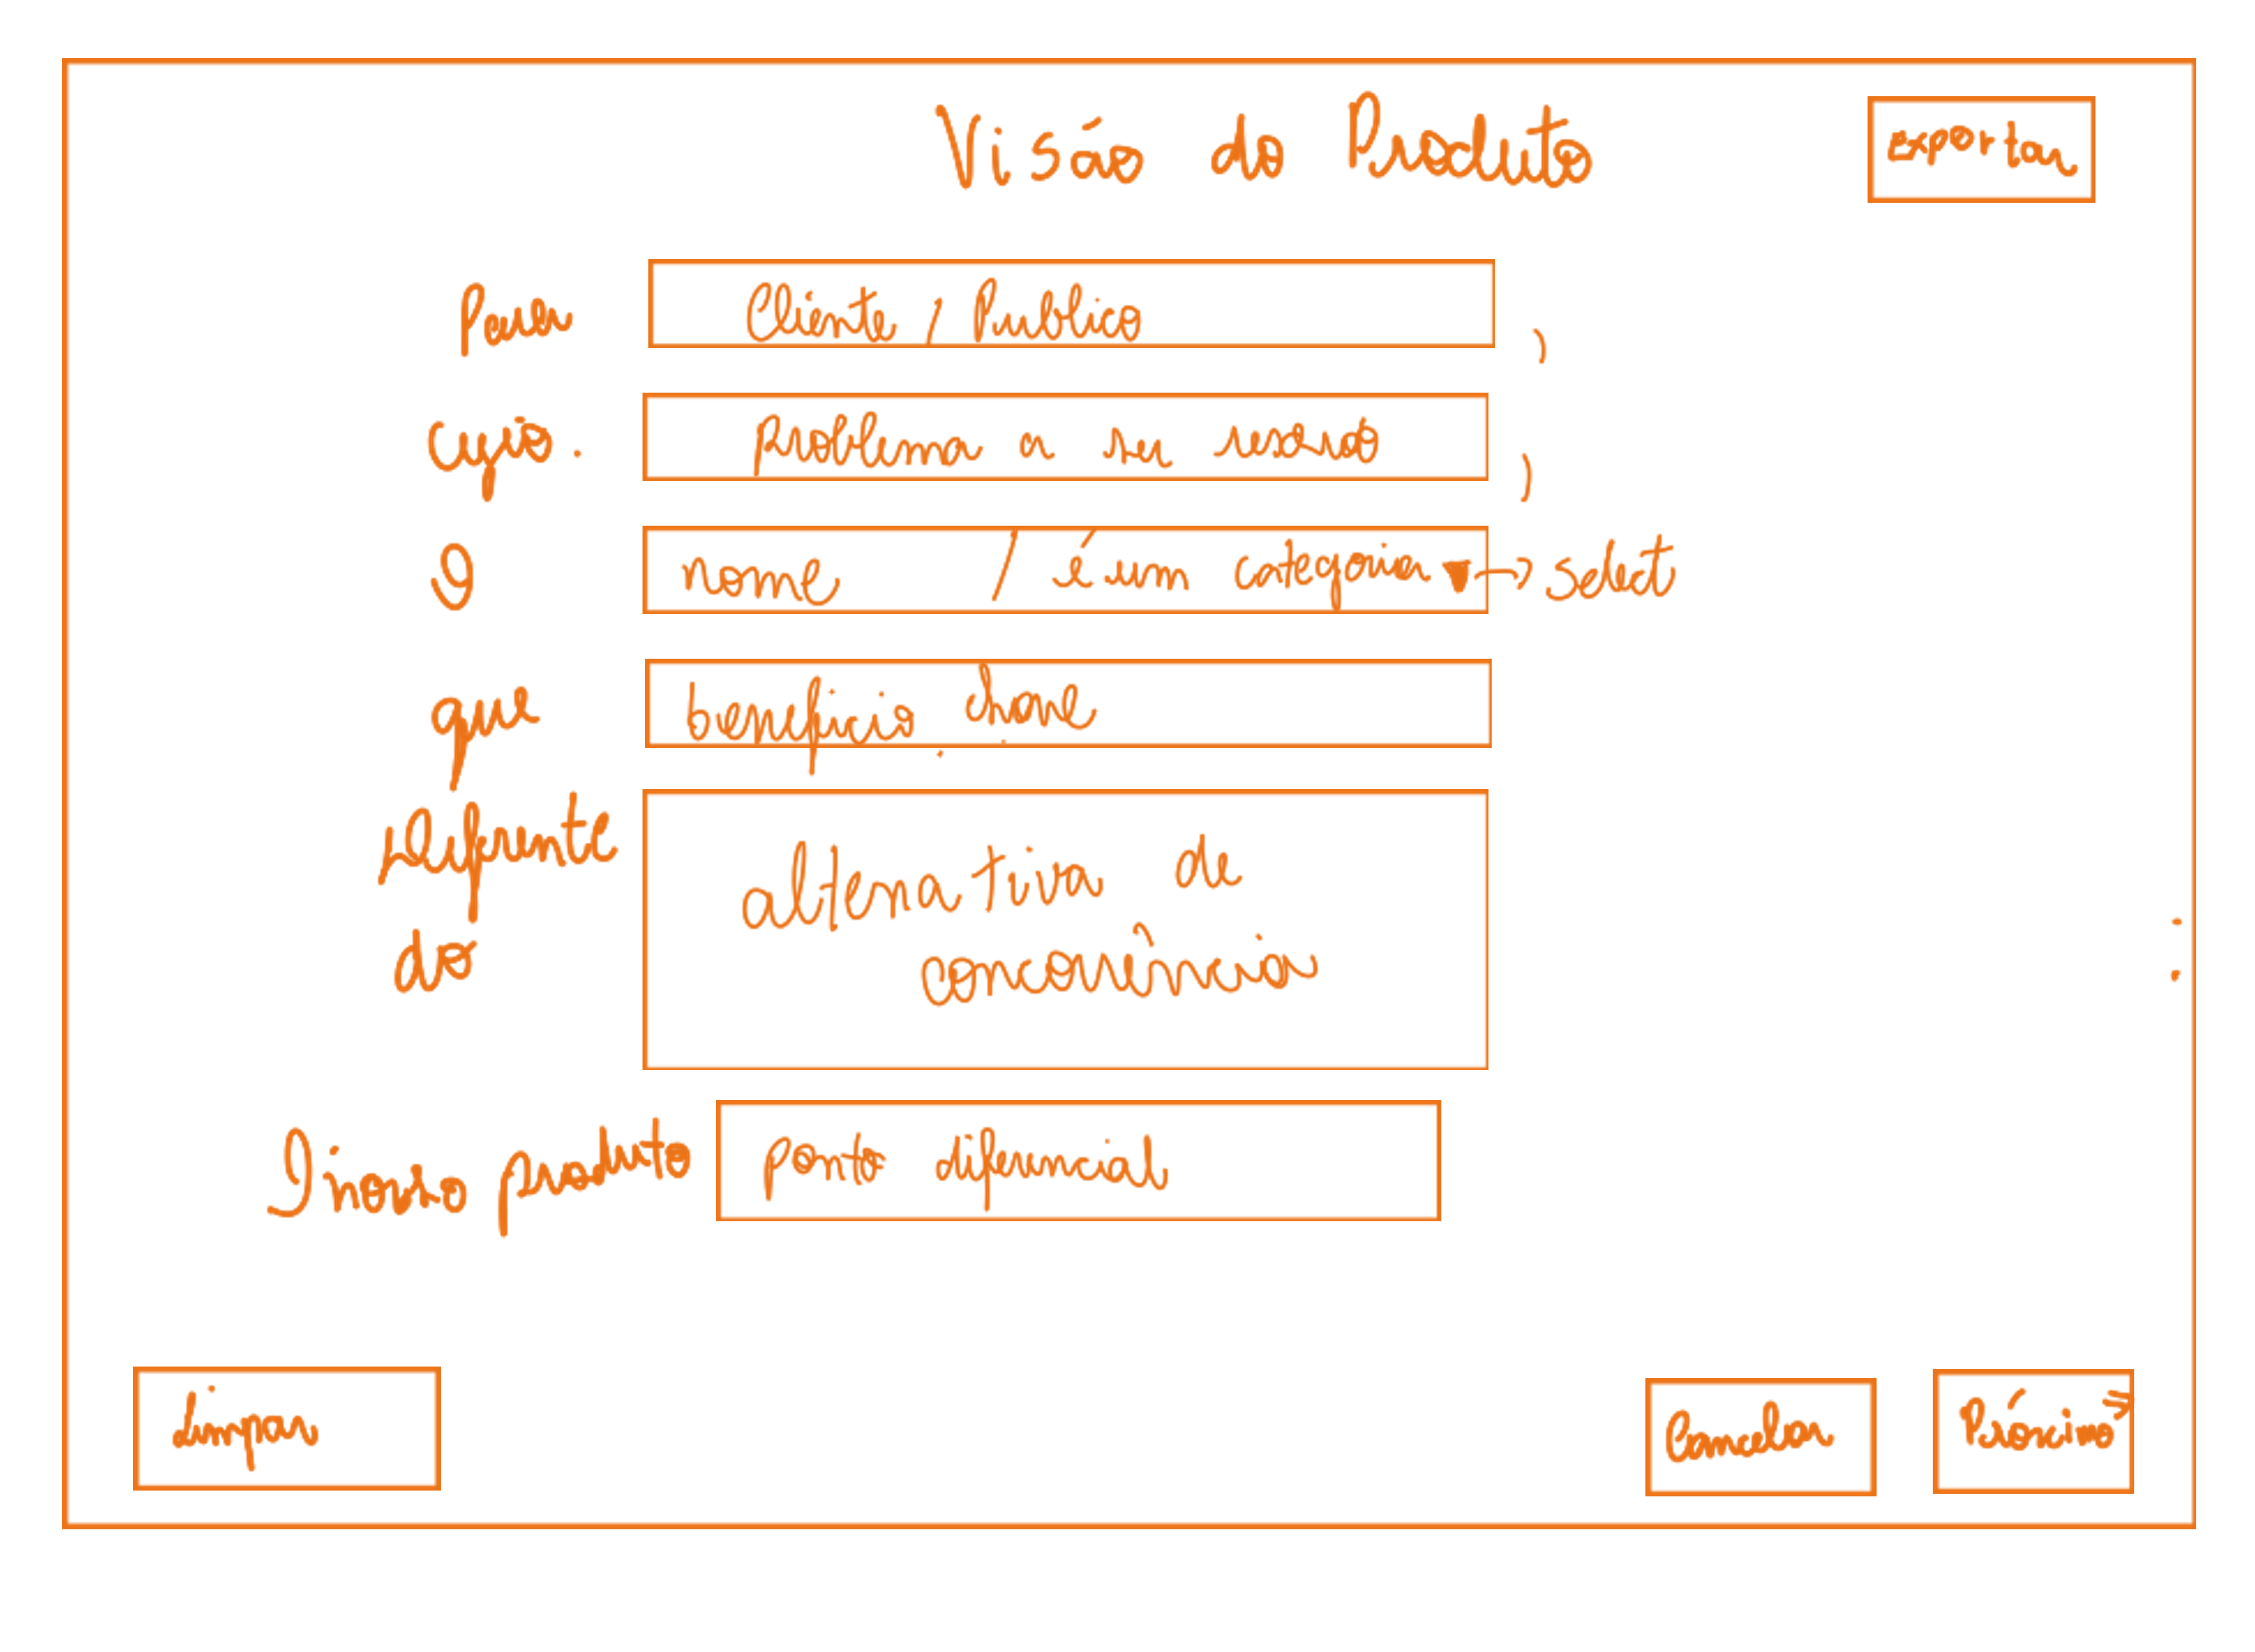 Visão do Produto
Exportar
Para Cliente / Publico ,
Cujo. problema a ser resolvido ,
O nome / é um categoria → select
que beneficio chave
Diferente alternativa de
do concorrência
nosso produto ponto diferencial
Limpar
Cancelar
Próximo →